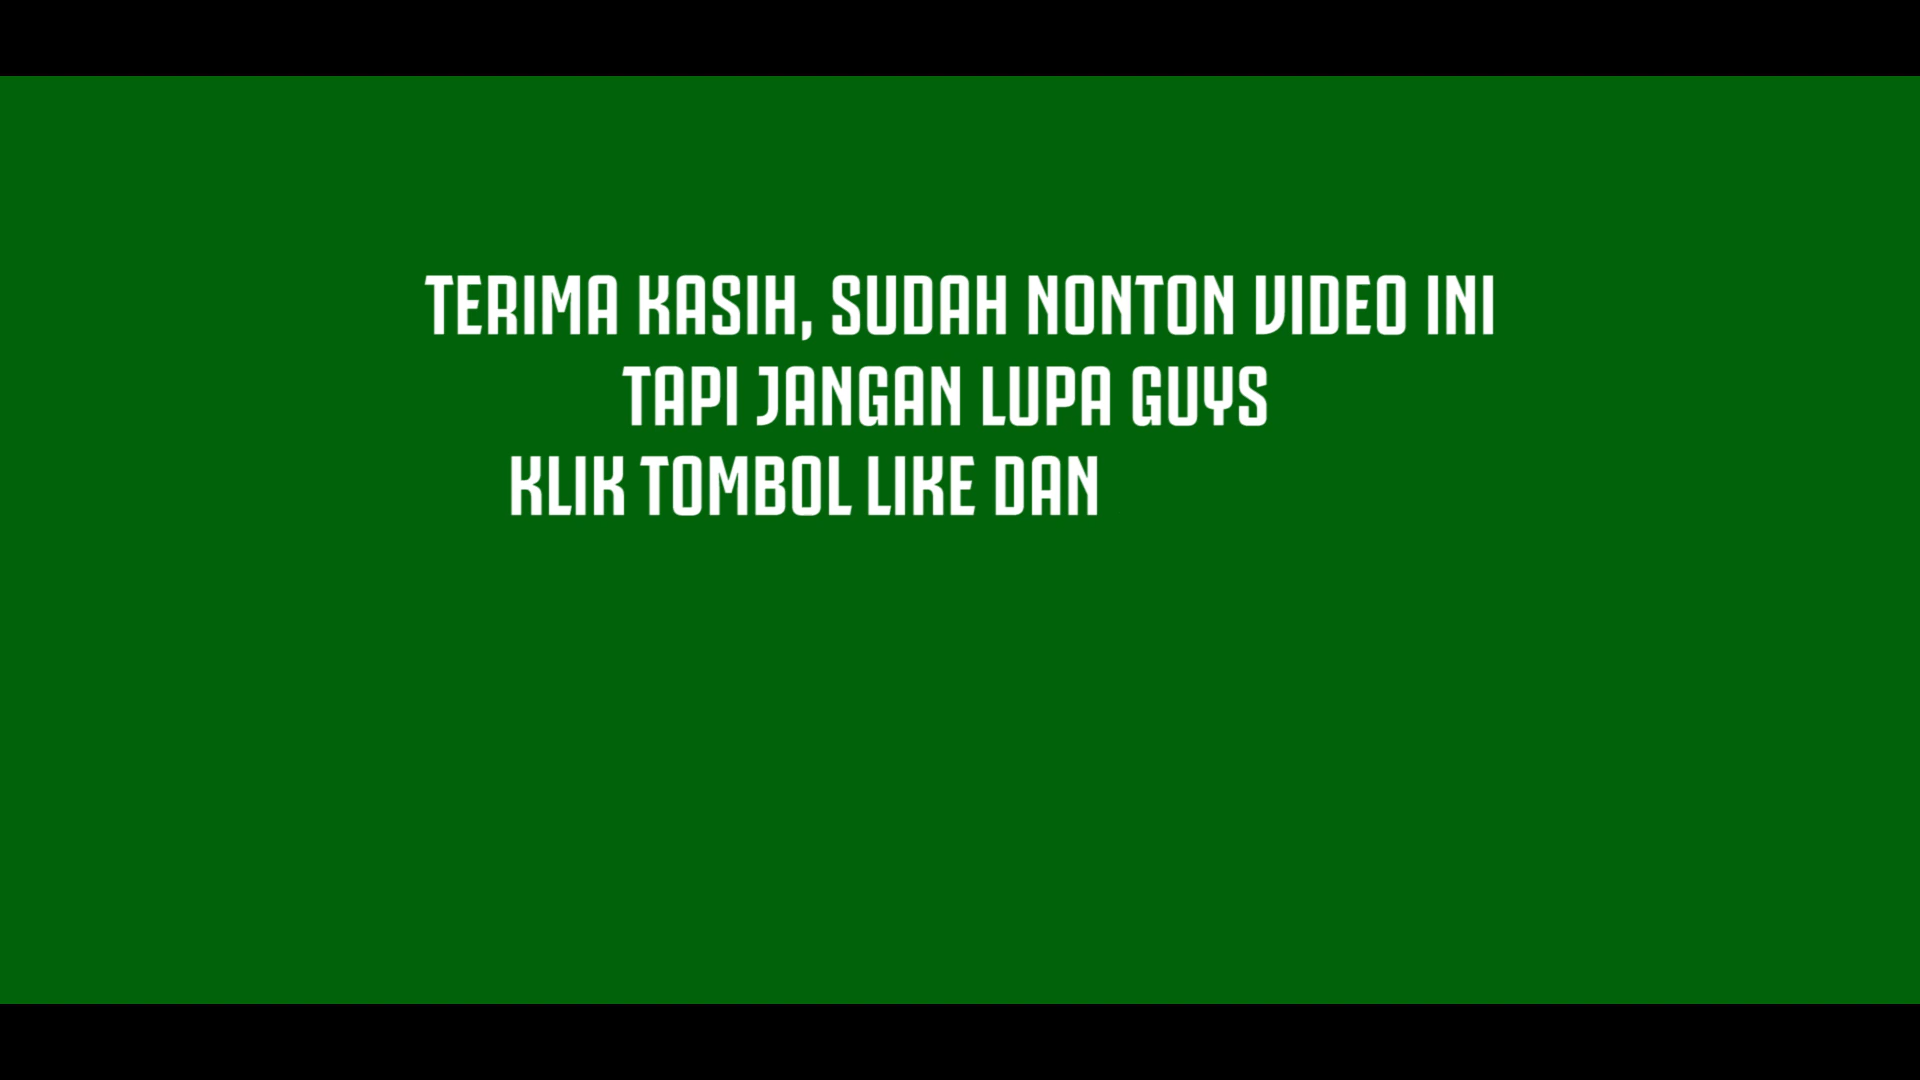 TERIMA KASIH, SUDAH NONTON VIDEO INI
TAPI JANGAN LUPA GUYS
KLIK TOMBOL LIKE DAN